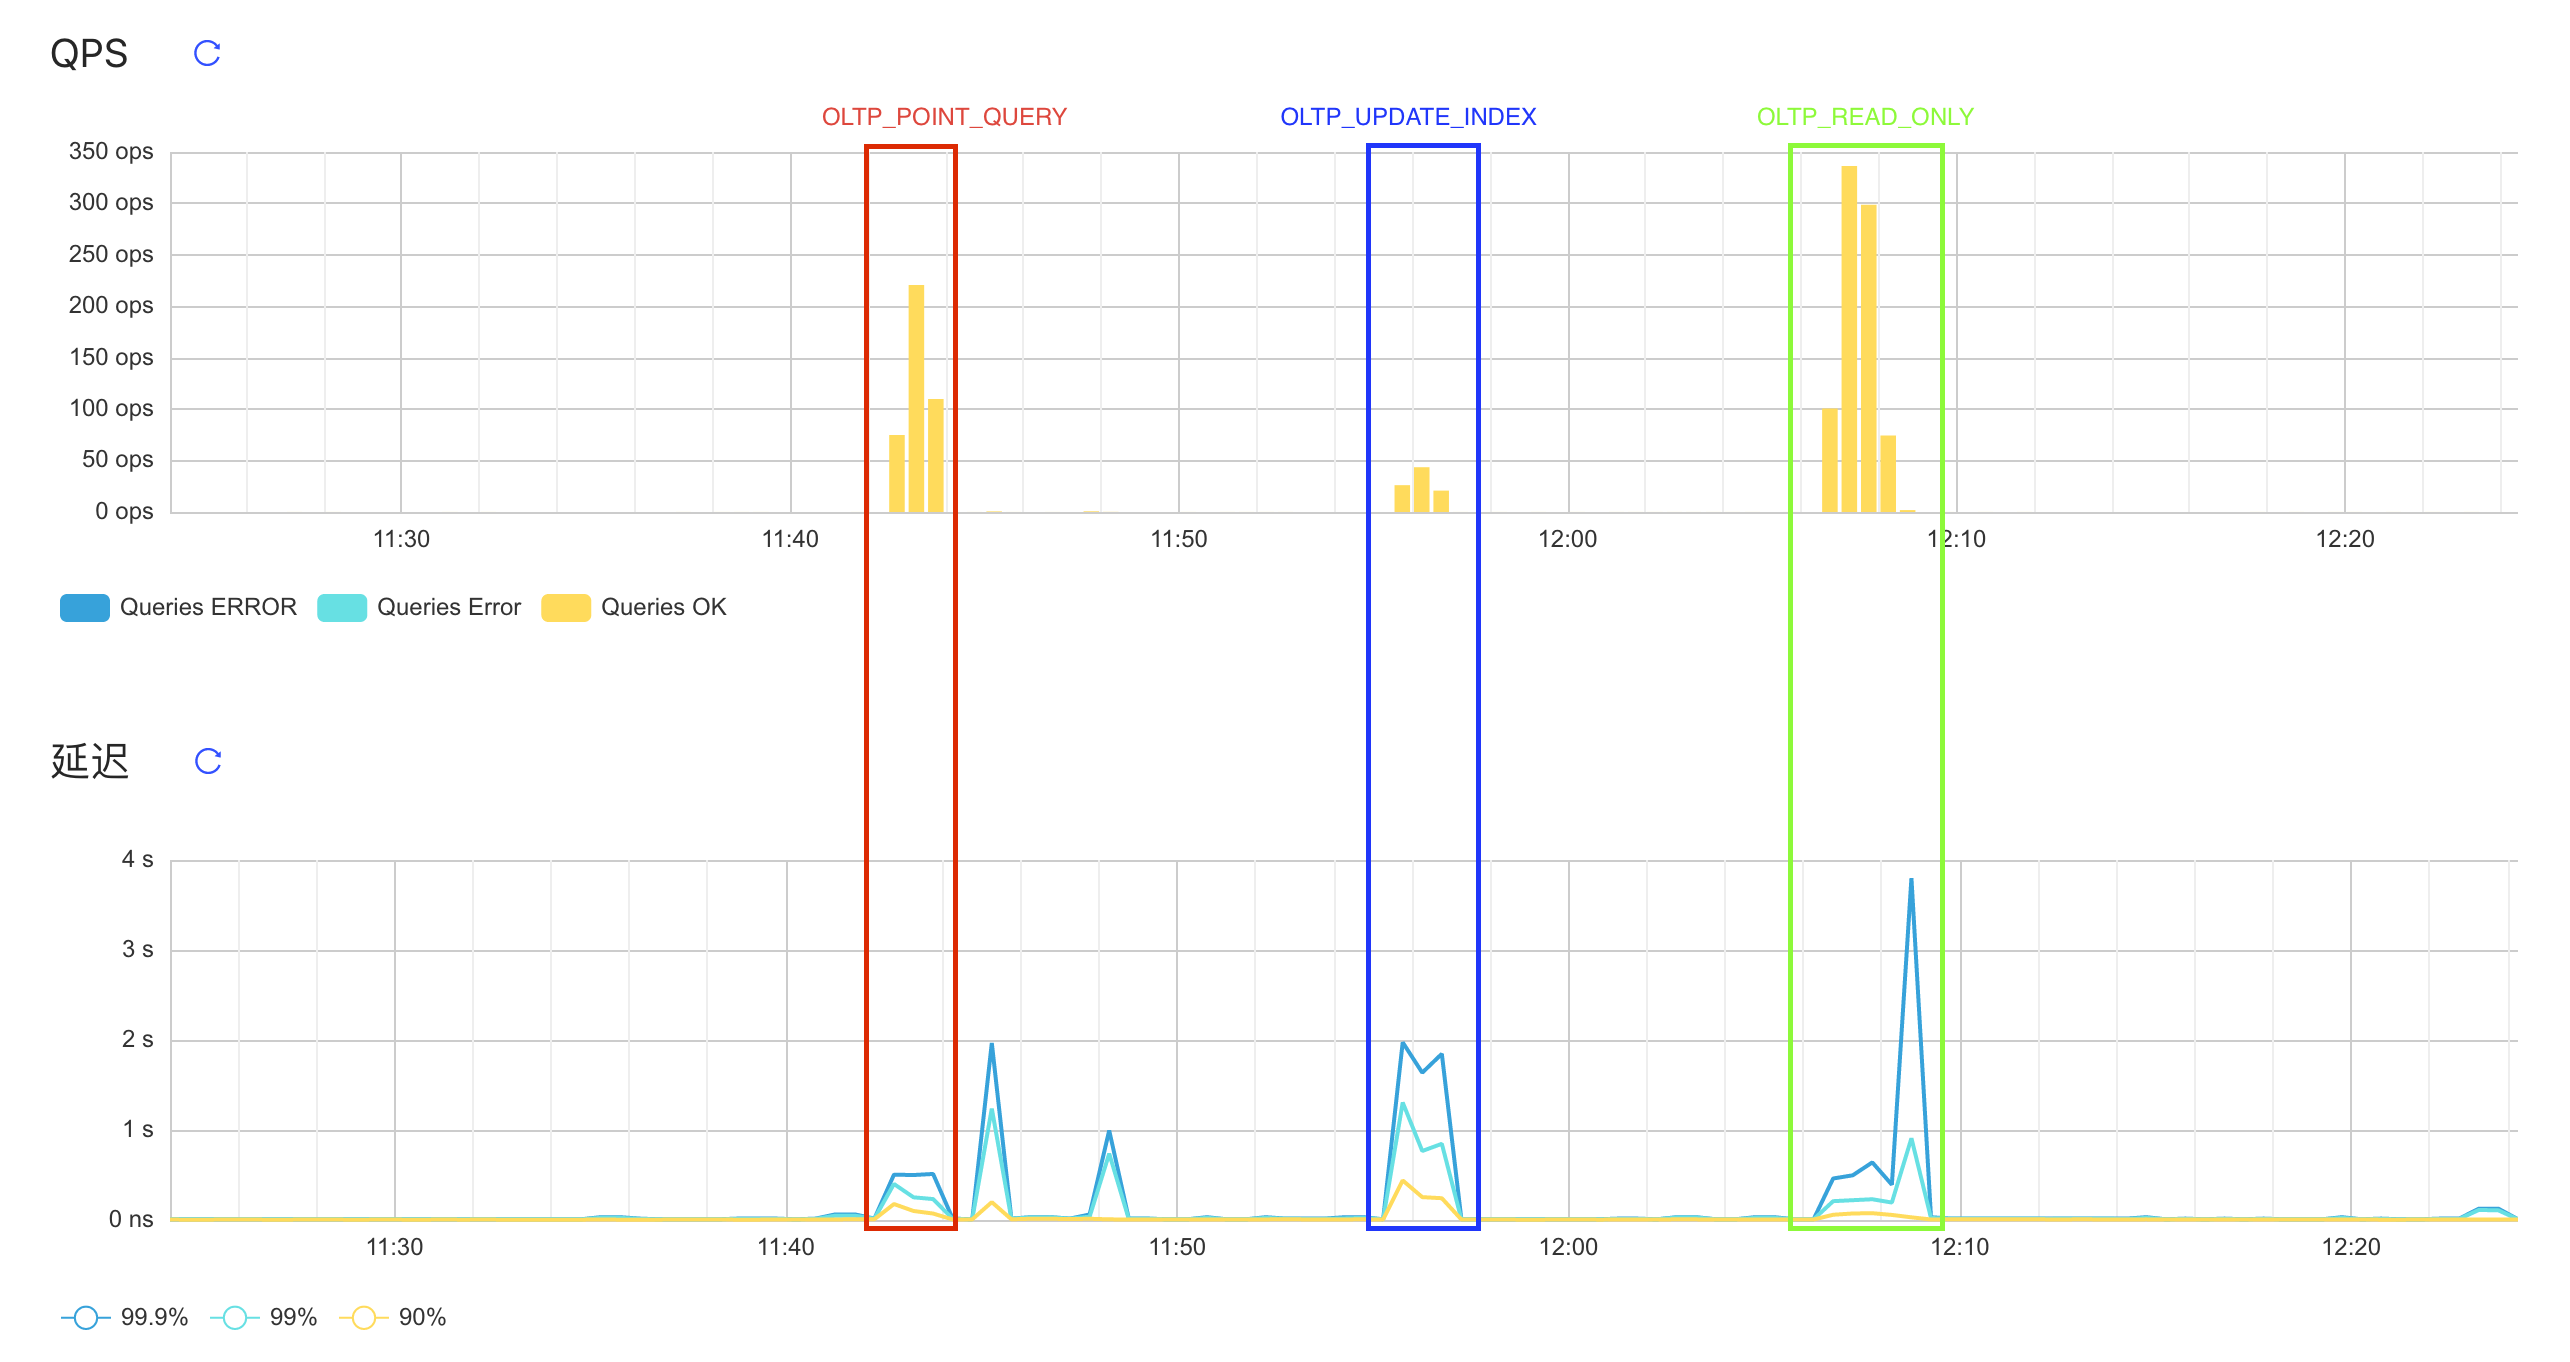 QPS
OLTP_POINT_QUERY OLTP_UPDATE_INDEX OLTP_READ_ONLY
350 ops
300 ops
250 ops
200 ops
150 ops
100 ops
50 ops
0 ops
11:30 11:40 11:50 12:00 12:10 12:20
Queries ERROR Queries Error Queries OK
延迟
4 s
3 s
2 s
1 s
0 ns
11:30 11:40 11:50 12:00 12:10 12:20
99.9% 99% 90%